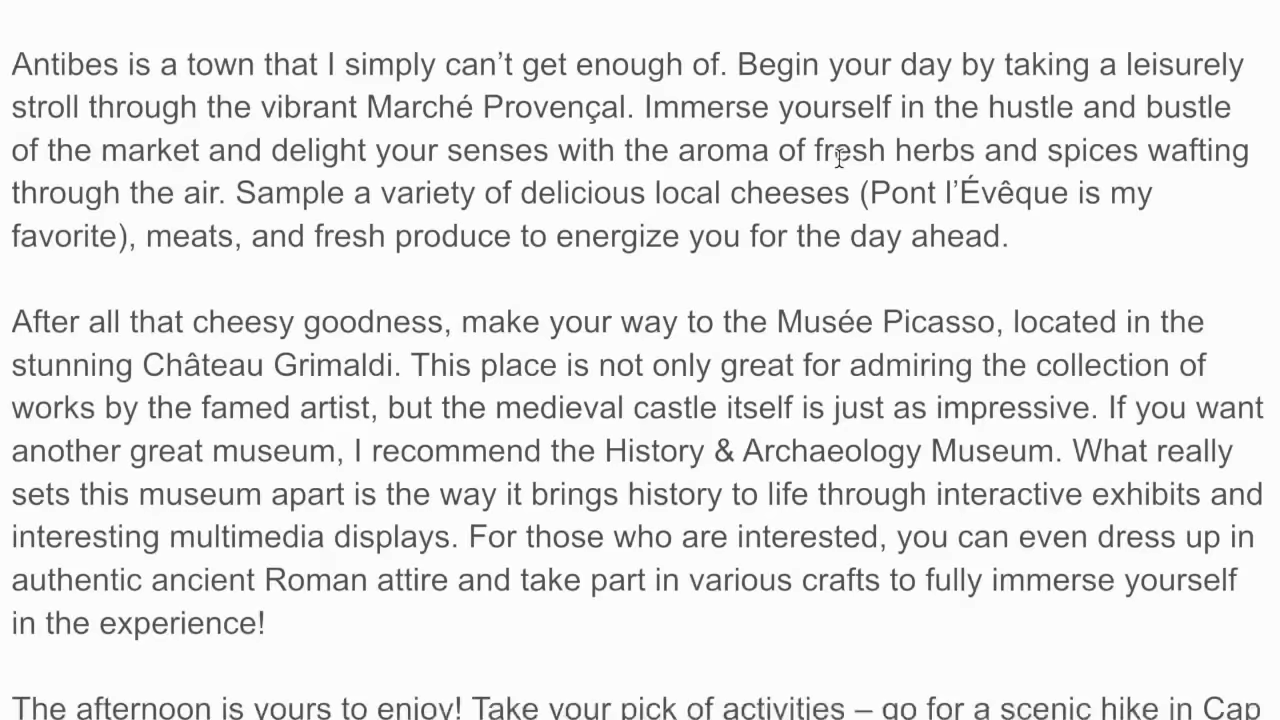 Antibes is a town that I simply can’t get enough of. Begin your day by taking a leisurely
stroll through the vibrant Marché Provençal. Immerse yourself in the hustle and bustle
of the market and delight your senses with the aroma of fresh herbs and spices wafting
through the air. Sample a variety of delicious local cheeses (Pont l’Évêque is my
favorite), meats, and fresh produce to energize you for the day ahead.
After all that cheesy goodness, make your way to the Musée Picasso, located in the
stunning Château Grimaldi. This place is not only great for admiring the collection of
works by the famed artist, but the medieval castle itself is just as impressive. If you want
another great museum, I recommend the History & Archaeology Museum. What really
sets this museum apart is the way it brings history to life through interactive exhibits and
interesting multimedia displays. For those who are interested, you can even dress up in
authentic ancient Roman attire and take part in various crafts to fully immerse yourself
in the experience!
The afternoon is yours to enjoy! Take your pick of activities – go for a scenic hike in Cap